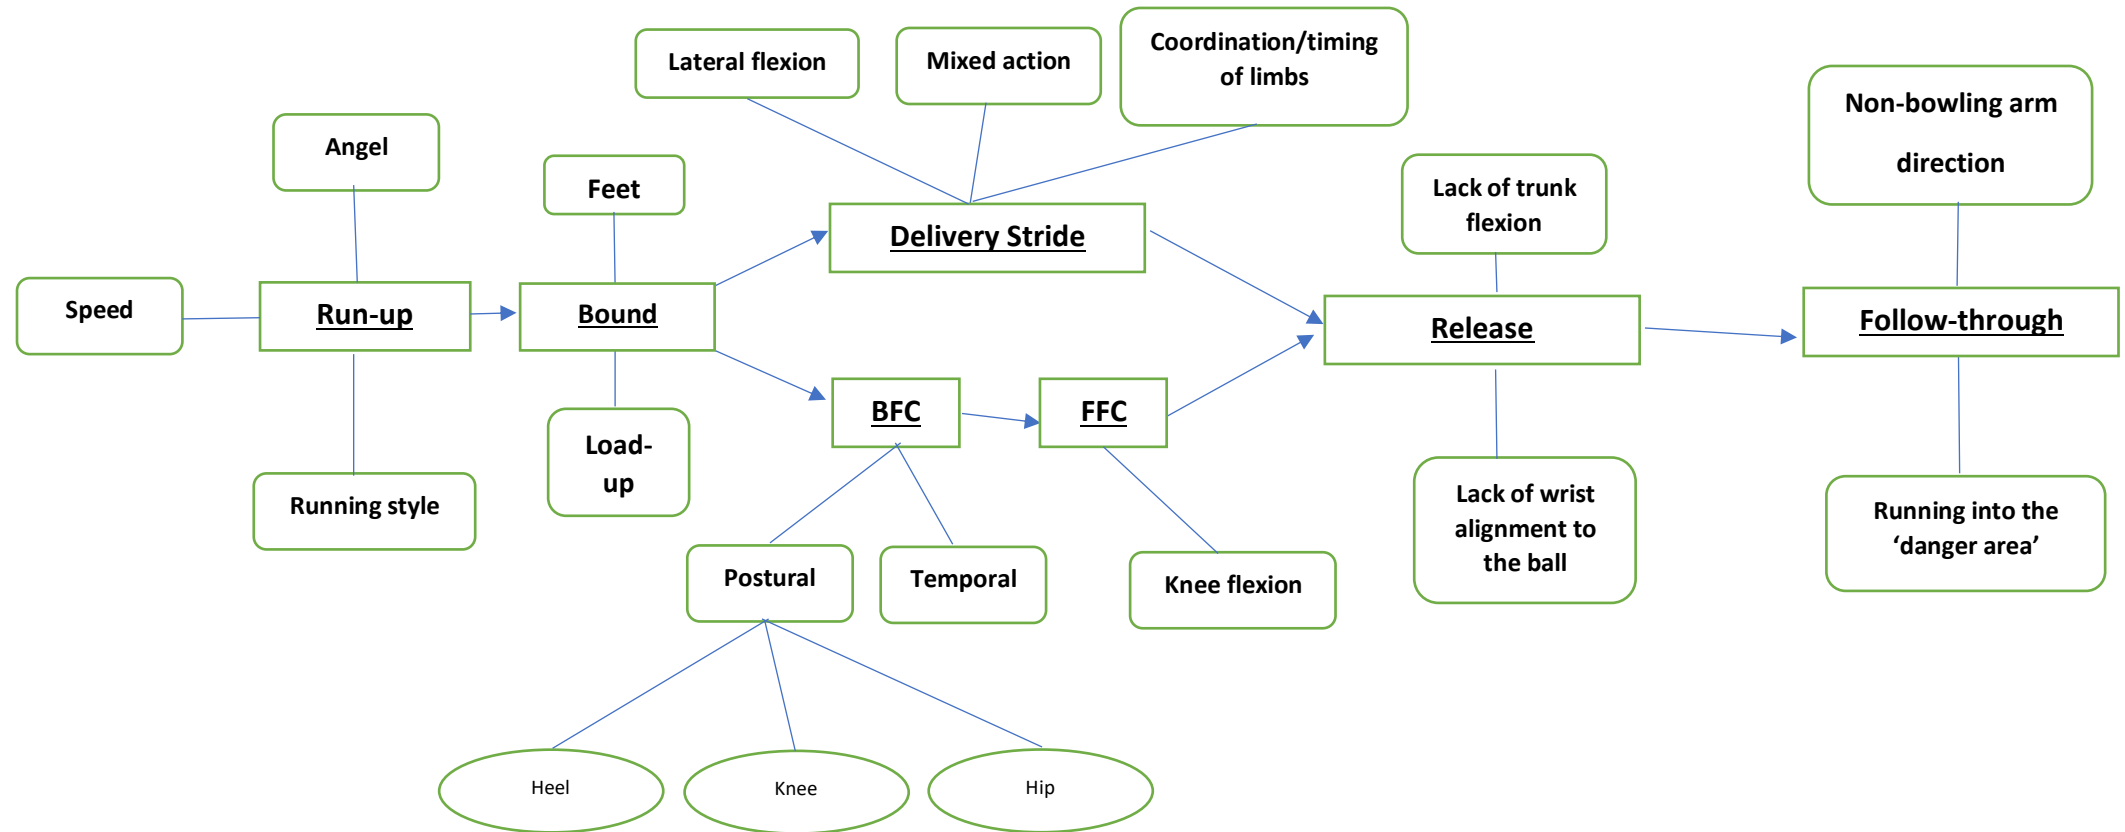 Lateral flexion
Mixed action
Coordination/timing
of limbs
Non-bowling arm
direction
Angel
Feet
Lack of trunk
flexion
Delivery Stride
Speed
Run-up
Bound
Release
Follow-through
BFC
FFC
Load-
up
Running style
Lack of wrist
alignment to
the ball
Running into the
‘danger area’
Postural
Temporal
Knee flexion
Heel
Knee
Hip